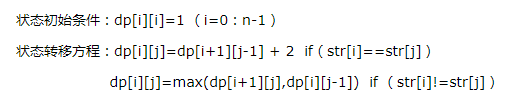 状态初始条件：dp[i][i]=1 （i=0：n-1）
状态转移方程：dp[i][j]=dp[i+1][j-1] + 2  if（str[i]==str[j]）
dp[i][j]=max(dp[i+1][j],dp[i][j-1])  if （str[i]!=str[j]）